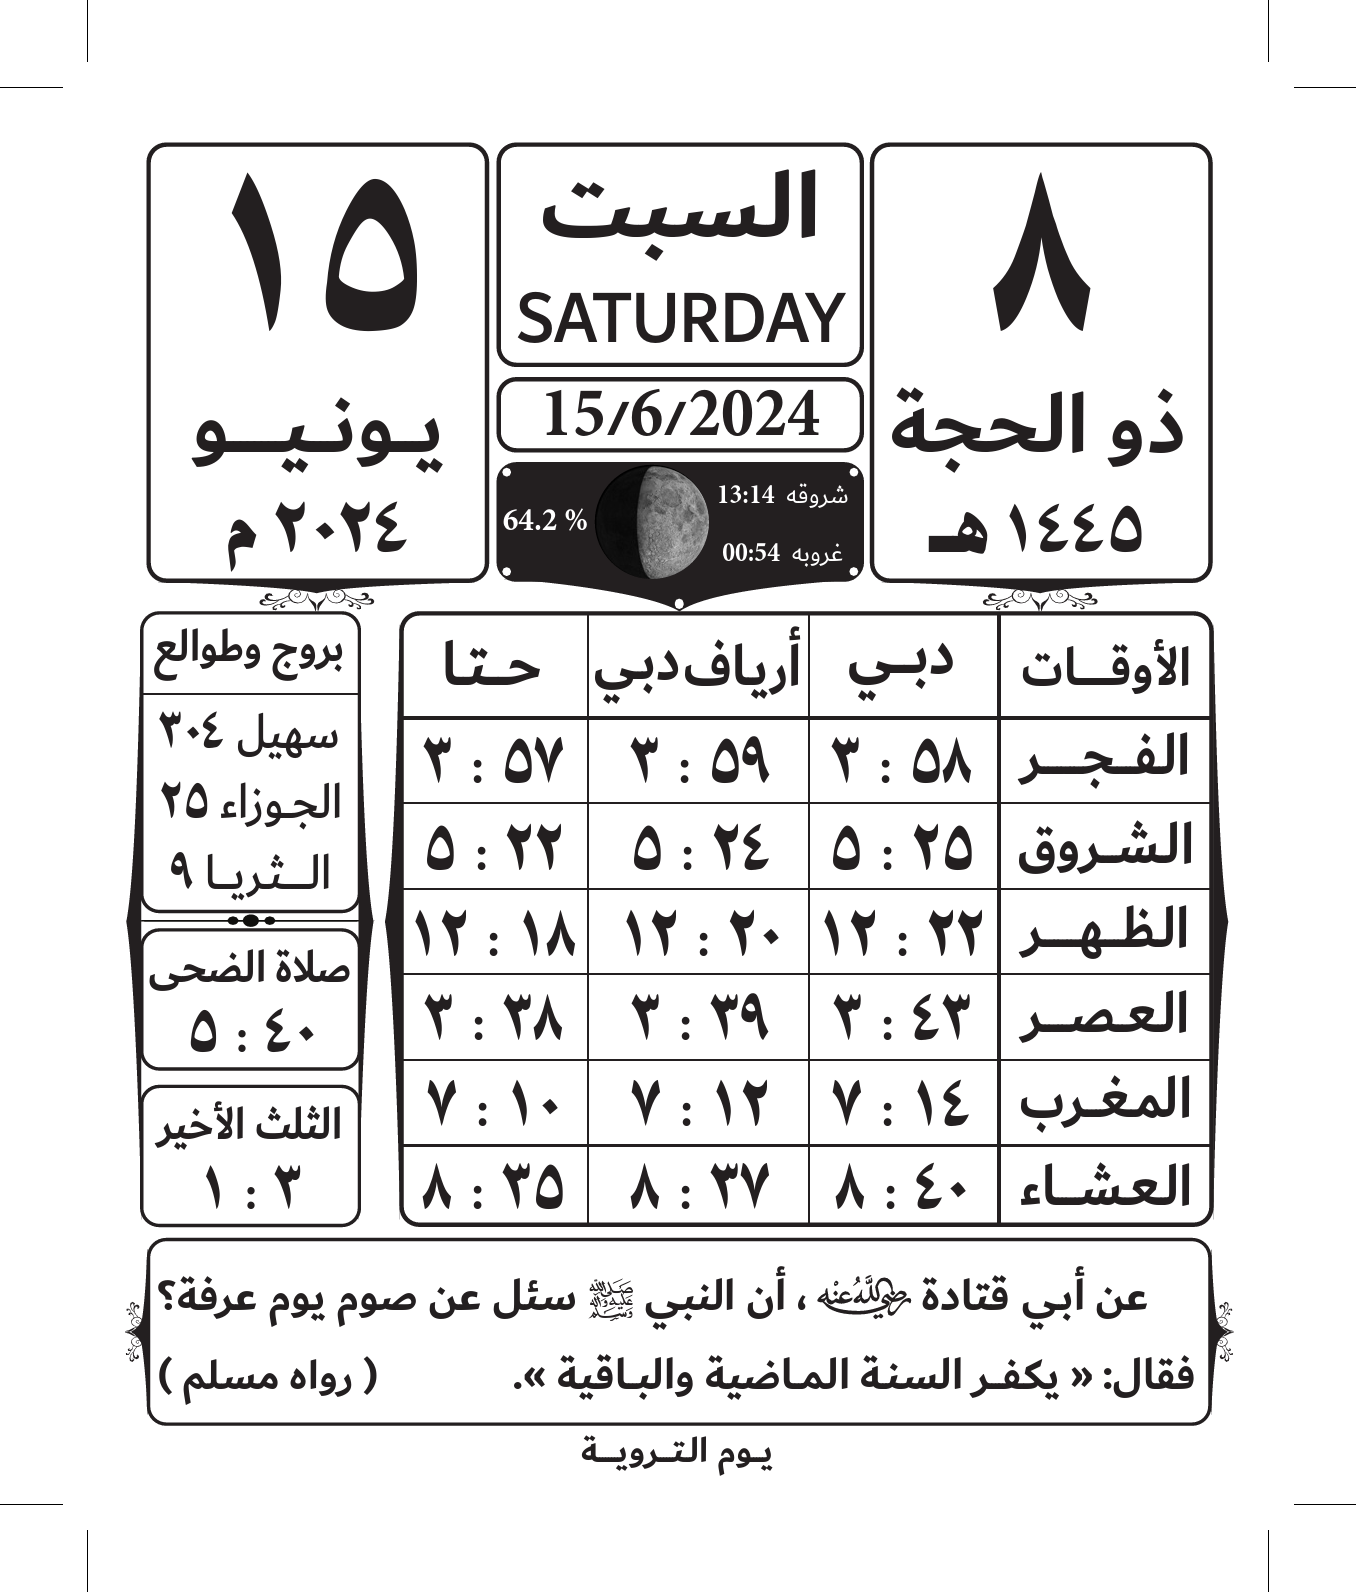 ٨
ذو الحجة
١٤٤٥ هـ
السبت
SATURDAY
15/6/2024
شروقه 13:14
غروبه 00:54
64.2 %
١٥
يونيو
٢٠٢٤ م
الأوقات دبي أرياف دبي حتا
الفجر ٣ : ٥٨ ٣ : ٥٩ ٣ : ٥٧
الشروق ٥ : ٢٥ ٥ : ٢٤ ٥ : ٢٢
الظهر ١٢ : ٢٢ ١٢ : ٢٠ ١٢ : ١٨
العصر ٣ : ٤٣ ٣ : ٣٩ ٣ : ٣٨
المغرب ٧ : ١٤ ٧ : ١٢ ٧ : ١٠
العشاء ٨ : ٤٠ ٨ : ٣٧ ٨ : ٣٥
بروج وطوالع
سهيل ٣٠٤
الجوزاء ٢٥
الثريا ٩
صلاة الضحى
٥ : ٤٠
الثلث الأخير
١ : ٣
عن أبي قتادة رضي الله عنه ، أن النبي ﷺ سئل عن صوم يوم عرفة؟
فقال: « يكفر السنة الماضية والباقية ». ( رواه مسلم )
يوم التروية